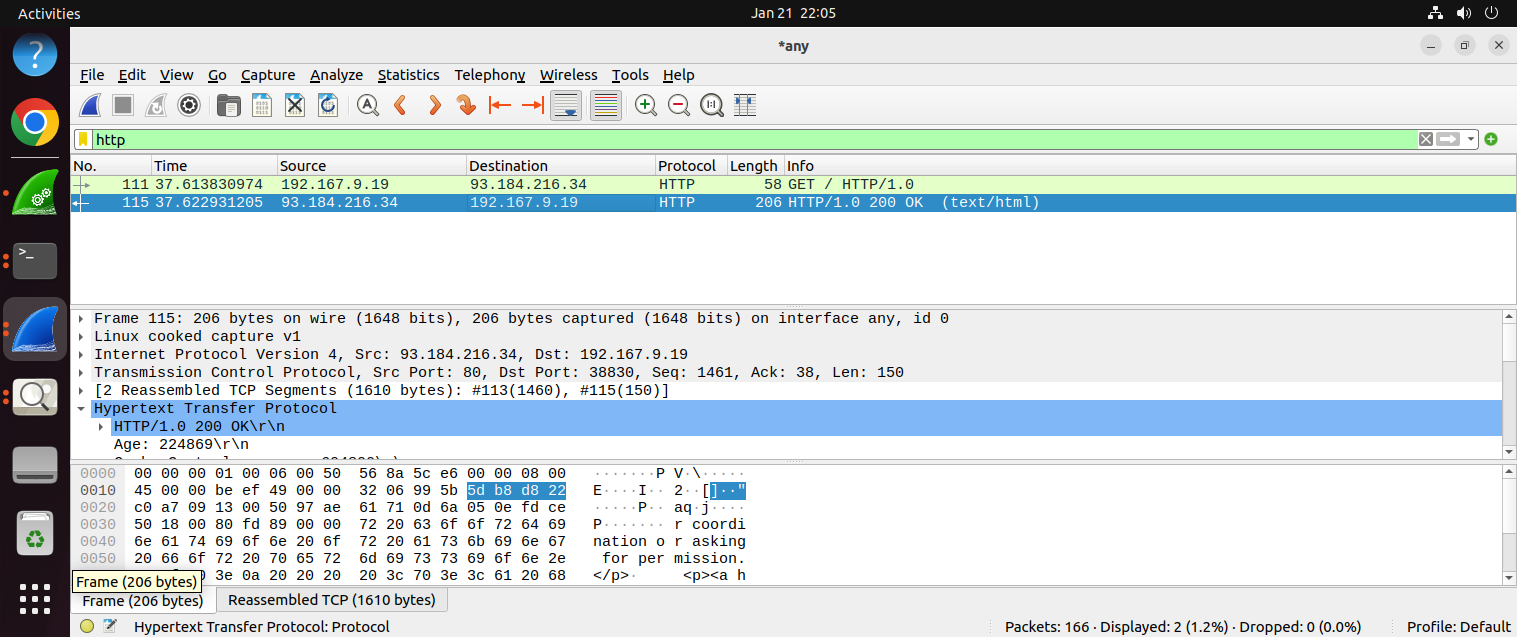 Activities Jan 21 22:05
*any
File Edit View Go Capture Analyze Statistics Telephony Wireless Tools Help
http
No. Time Source Destination Protocol Length Info
111 37.613830974 192.167.9.19 93.184.216.34 HTTP 58 GET / HTTP/1.0
115 37.622931205 93.184.216.34 192.167.9.19 HTTP 206 HTTP/1.0 200 OK (text/html)
Frame 115: 206 bytes on wire (1648 bits), 206 bytes captured (1648 bits) on interface any, id 0
Linux cooked capture v1
Internet Protocol Version 4, Src: 93.184.216.34, Dst: 192.167.9.19
Transmission Control Protocol, Src Port: 80, Dst Port: 38830, Seq: 1461, Ack: 38, Len: 150
[2 Reassembled TCP Segments (1610 bytes): #113(1460), #115(150)]
Hypertext Transfer Protocol
HTTP/1.0 200 OK\r\n
Age: 224869\r\n
0000 00 00 00 01 00 06 00 50 56 8a 5c e6 00 00 08 00 ·······P V·\·····
0010 45 00 00 be ef 49 00 00 32 06 99 5b 5d b8 d8 22 E····I·· 2··[]··"
0020 c0 a7 09 13 00 50 97 ae 61 71 0d 6a 05 0e fd ce ·····P·· aq·j····
0030 50 18 00 80 fd 89 00 00 72 20 63 6f 6f 72 64 69 P······· r coordi
0040 6e 61 74 69 6f 6e 20 6f 72 20 61 73 6b 69 6e 67 nation o r asking
0050 20 66 6f 72 20 70 65 72 6d 69 73 73 69 6f 6e 2e for per mission.
3e 0a 20 20 20 20 3c 70 3e 3c 61 20 68 </p>· <p><a h
Frame (206 bytes)
Frame (206 bytes) Reassembled TCP (1610 bytes)
Hypertext Transfer Protocol: Protocol Packets: 166 · Displayed: 2 (1.2%) · Dropped: 0 (0.0%) Profile: Default